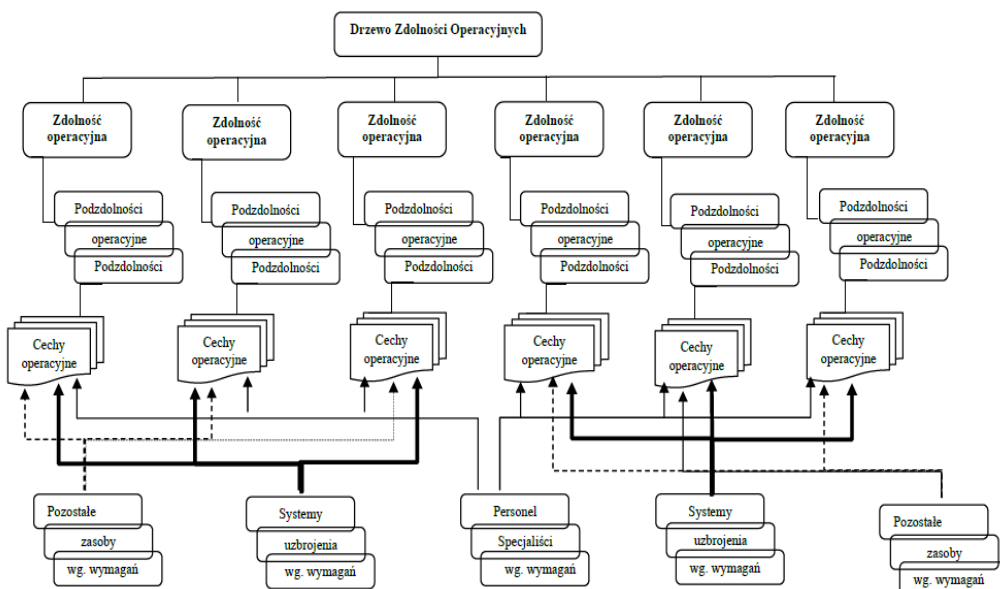 Drzewo Zdolności Operacyjnych
Zdolność
operacyjna
Zdolność
operacyjna
Zdolność
operacyjna
Zdolność
operacyjna
Zdolność
operacyjna
Zdolność
operacyjna
Podzdolności
operacyjne
Podzdolności
Podzdolności
operacyjne
Podzdolności
Podzdolności
operacyjne
Podzdolności
Podzdolności
operacyjne
Podzdolności
Podzdolności
operacyjne
Podzdolności
Podzdolności
operacyjne
Podzdolności
Cechy
operacyjne
Cechy
operacyjne
Cechy
operacyjne
Cechy
operacyjne
Cechy
operacyjne
Cechy
operacyjne
Pozostałe
zasoby
wg. wymagań
Systemy
uzbrojenia
wg. wymagań
Personel
Specjaliści
wg. wymagań
Systemy
uzbrojenia
wg. wymagań
Pozostałe
zasoby
wg. wymagań